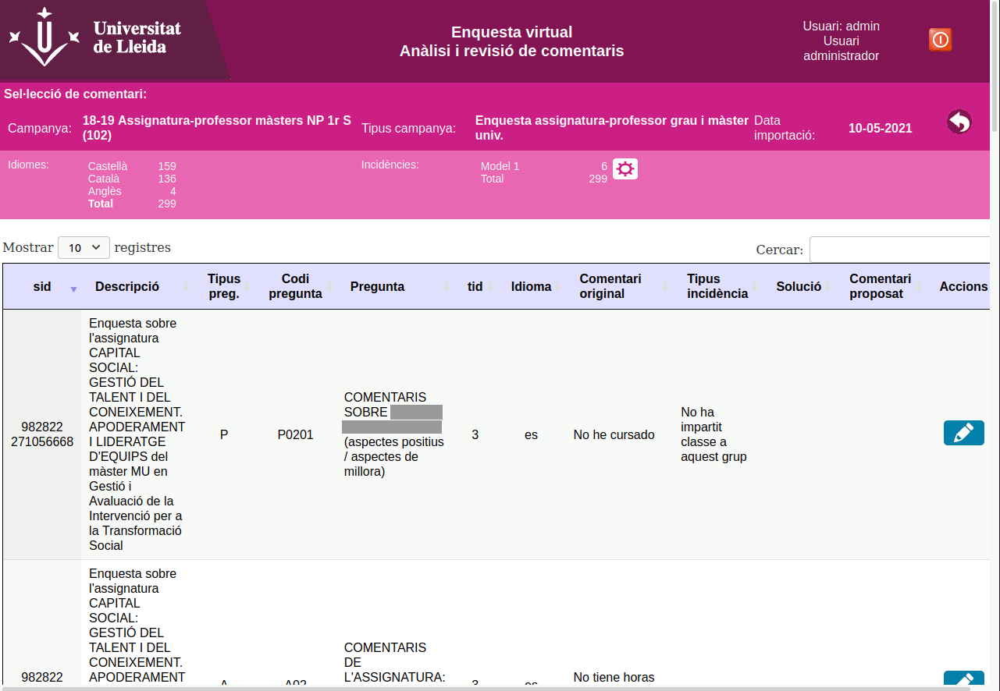 Universitat
de Lleida
Enquesta virtual
Anàlisi i revisió de comentaris
Usuari: admin
Usuari
administrador
Sel·lecció de comentari:
Campanya: 18-19 Assignatura-professor màsters NP 1r S (102) Tipus campanya: Enquesta assignatura-professor grau i màster univ. Data importació: 10-05-2021
Idiomes:
Castellà 159
Català 136
Anglès 4
Total 299
Incidències:
Model 1 6
Total 299
Mostrar 10 registres
Cercar:
sid Descripció Tipus preg. Codi pregunta Pregunta tid Idioma Comentari original Tipus incidència Solució Comentari proposat Accions
982822
271056668
Enquesta sobre
l'assignatura
CAPITAL
SOCIAL:
GESTIÓ DEL
TALENT I DEL
CONEIXEMENT.
APODERAMENT
I LIDERATGE
D'EQUIPS del
màster MU en
Gestió i
Avaluació de la
Intervenció per a
la Transformació
Social
P
P0201
COMENTARIS
SOBRE
(aspectes positius
/ aspectes de
millora)
3
es
No he cursado
No ha
impartit
classe a
aquest grup
982822
Enquesta sobre
l'assignatura
CAPITAL
SOCIAL:
GESTIÓ DEL
TALENT I DEL
CONEIXEMENT.
APODERAMENT
A
A02
COMENTARIS
DE
L'ASSIGNATURA:
3
es
No tiene horas